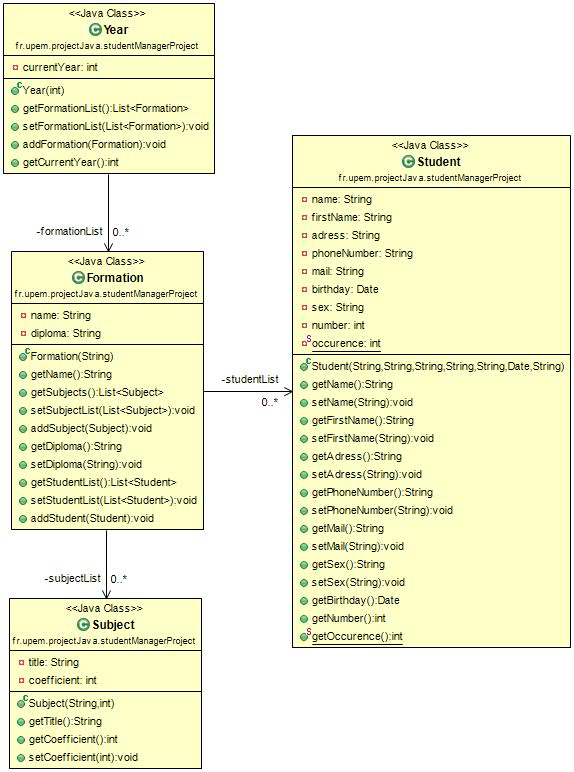 <<Java Class>>
Year
fr.upem.projectJava.studentManagerProject
currentYear: int
Year(int)
getFormationList():List<Formation>
setFormationList(List<Formation>):void
addFormation(Formation):void
getCurrentYear():int
-formationList 0..*
<<Java Class>>
Formation
fr.upem.projectJava.studentManagerProject
name: String
diploma: String
Formation(String)
getName():String
getSubjects():List<Subject>
setSubjectList(List<Subject>):void
addSubject(Subject):void
getDiploma():String
setDiploma(String):void
getStudentList():List<Student>
setStudentList(List<Student>):void
addStudent(Student):void
-studentList
0..*
-subjectList 0..*
<<Java Class>>
Subject
fr.upem.projectJava.studentManagerProject
title: String
coefficient: int
Subject(String,int)
getTitle():String
getCoefficient():int
setCoefficient(int):void
<<Java Class>>
Student
fr.upem.projectJava.studentManagerProject
name: String
firstName: String
adress: String
phoneNumber: String
mail: String
birthday: Date
sex: String
number: int
occurence: int
Student(String,String,String,String,String,Date,String)
getName():String
setName(String):void
getFirstName():String
setFirstName(String):void
getAdress():String
setAdress(String):void
getPhoneNumber():String
setPhoneNumber(String):void
getMail():String
setMail(String):void
getSex():String
setSex(String):void
getBirthday():Date
getNumber():int
getOccurence():int